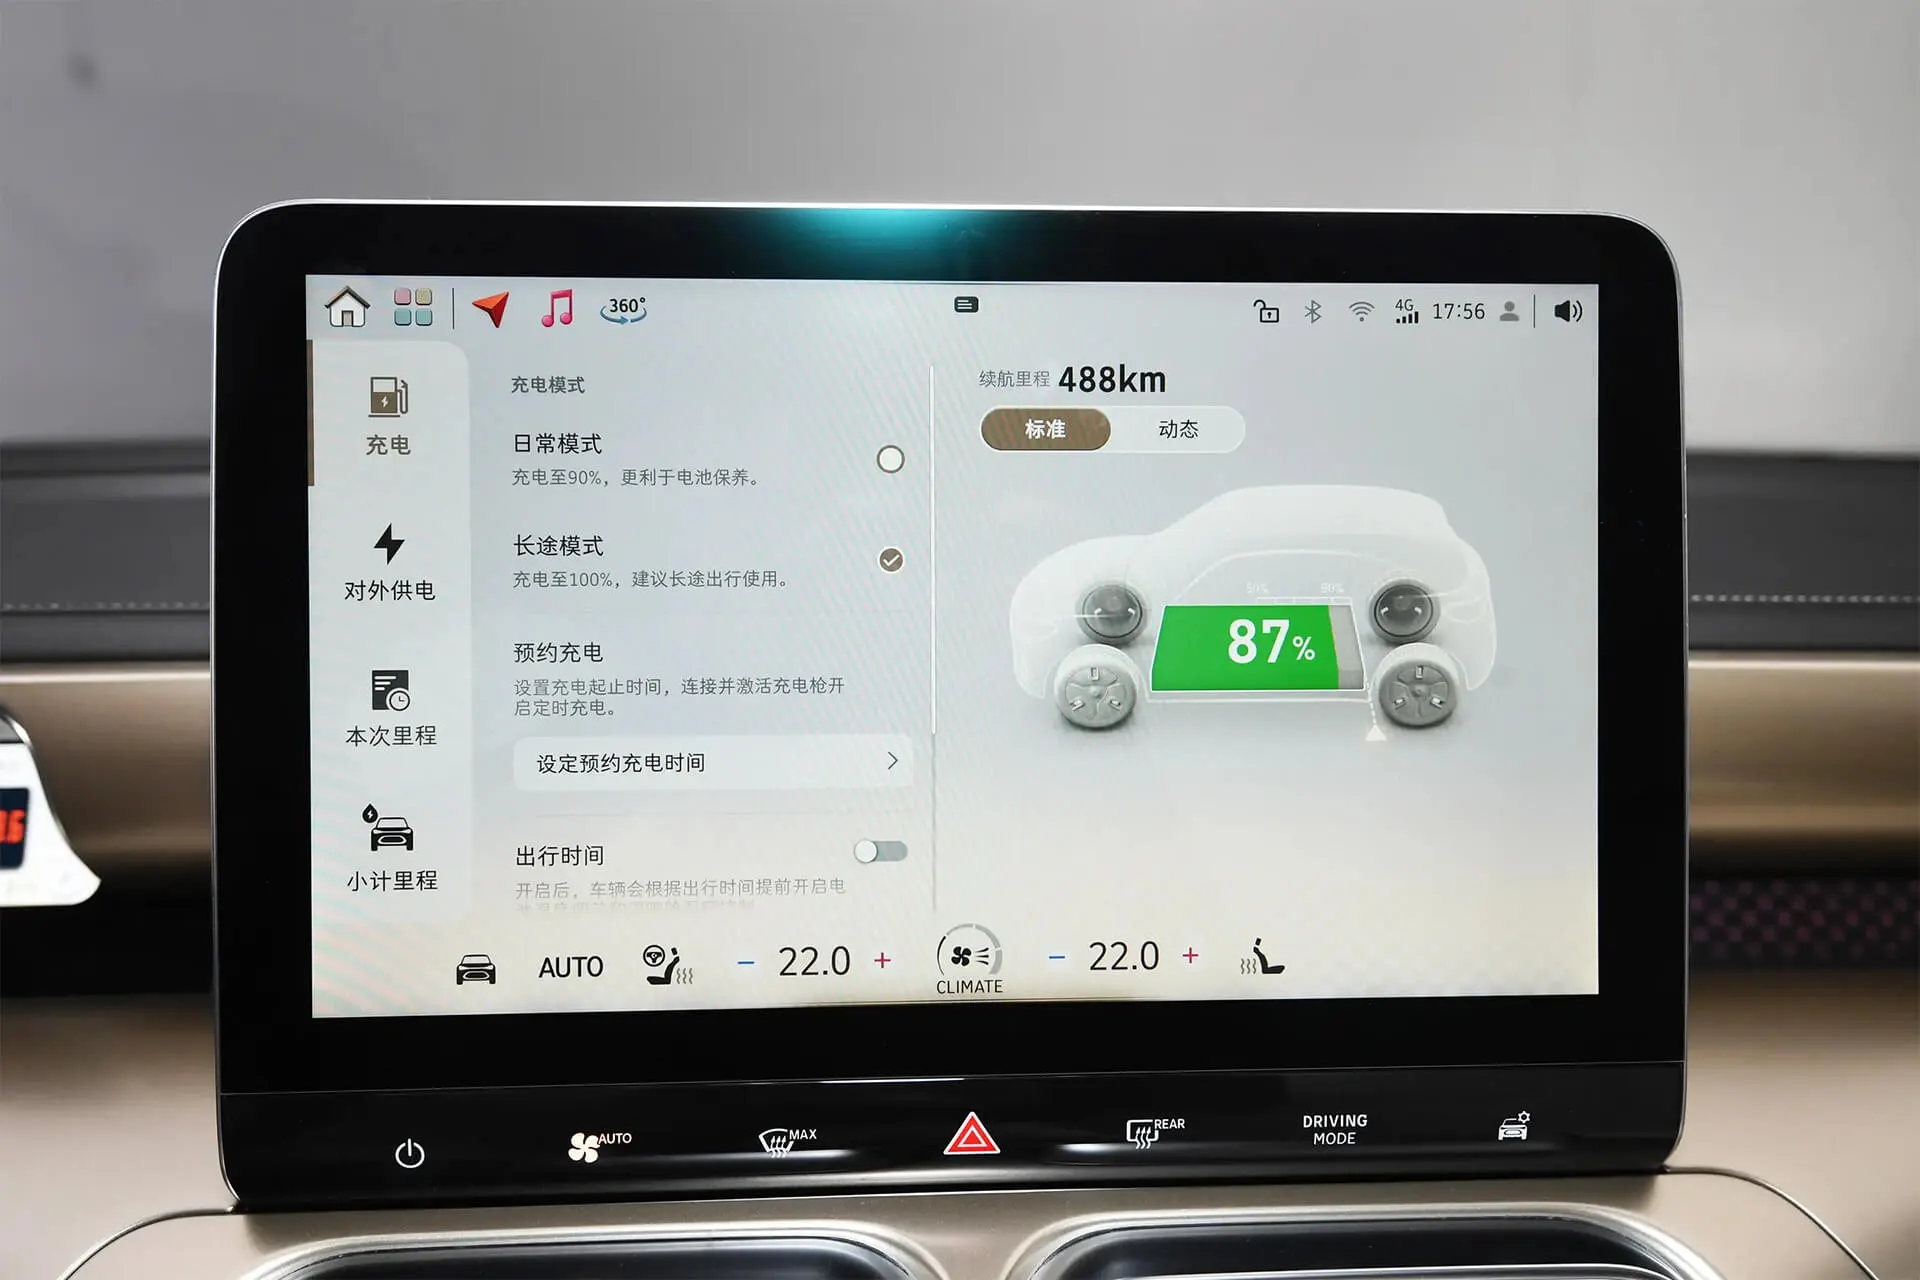 360°
4G
17:56
充电
对外供电
本次里程
小计里程
充电模式
日常模式
充电至90%，更利于电池保养。
长途模式
充电至100%，建议长途出行使用。
预约充电
设置充电起止时间，连接并激活充电枪开
启定时充电。
设定预约充电时间
出行时间
开启后，车辆会根据出行时间提前开启电
续航里程 488km
标准
动态
50%
90%
87%
AUTO
22.0
CLIMATE
22.0
AUTO
MAX
REAR
DRIVING
MODE